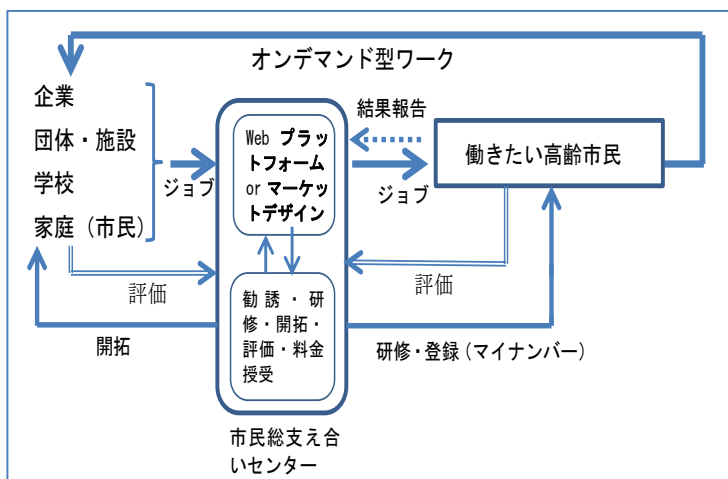 オンデマンド型ワーク
企業
団体・施設
学校
家庭（市民）
ジョブ
Web プラッ
トフォーム
or マーケッ
トデザイン
結果報告
ジョブ
働きたい高齢市民
評価
評価
勧誘・研
修・開拓・
評価・料金
授受
開拓
研修・登録（マイナンバー）
市民総支え合
いセンター